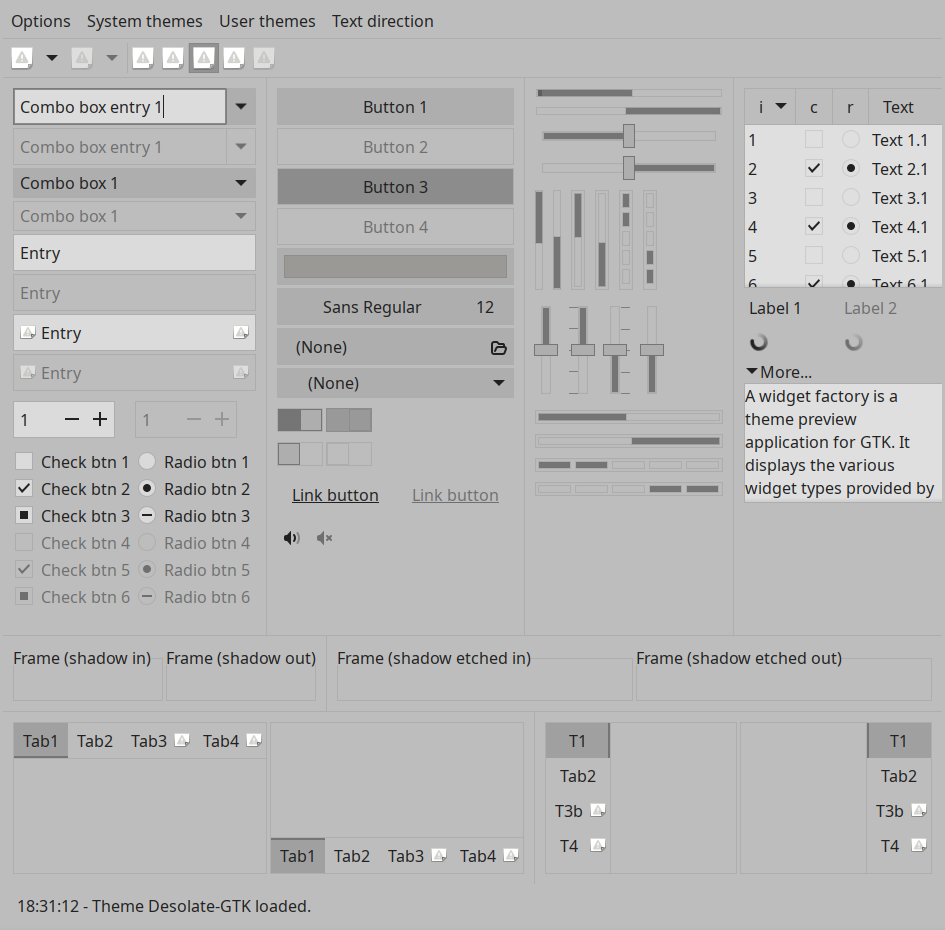 Options System themes User themes Text direction
Combo box entry 1
Combo box entry 1
Combo box 1
Combo box 1
Entry
Entry
Entry
Entry
1 1
Check btn 1 Radio btn 1
Check btn 2 Radio btn 2
Check btn 3 Radio btn 3
Check btn 4 Radio btn 4
Check btn 5 Radio btn 5
Check btn 6 Radio btn 6
Button 1
Button 2
Button 3
Button 4
Sans Regular 12
(None)
(None)
Link button Link button
i c r Text
1 Text 1.1
2 Text 2.1
3 Text 3.1
4 Text 4.1
5 Text 5.1
6 Text 6.1
Label 1 Label 2
More...
A widget factory is a
theme preview
application for GTK. It
displays the various
widget types provided by
Frame (shadow in) Frame (shadow out) Frame (shadow etched in) Frame (shadow etched out)
Tab1 Tab2 Tab3 Tab4
Tab1 Tab2 Tab3 Tab4
T1
Tab2
T3b
T4
T1
Tab2
T3b
T4
18:31:12 - Theme Desolate-GTK loaded.